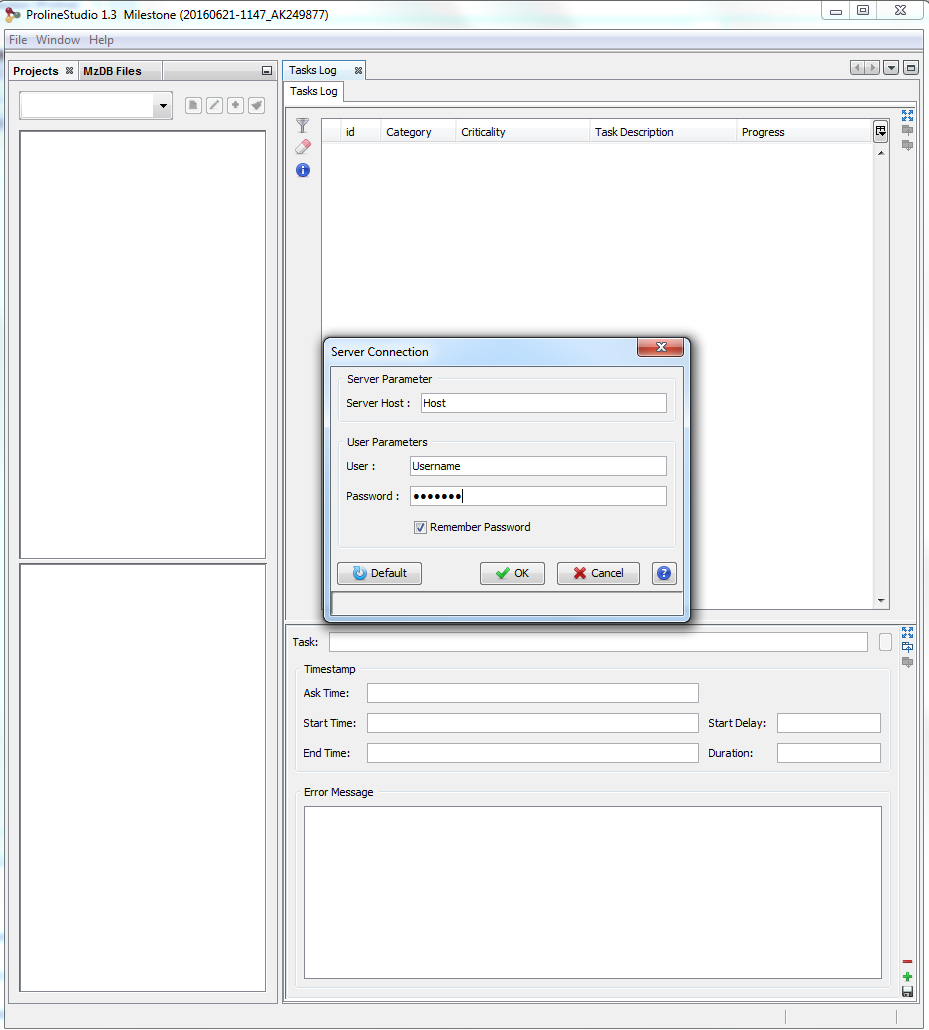 ProlineStudio 1.3 Milestone (20160621-1147_AK249877)
File Window Help
Projects MzDB Files
Tasks Log
Tasks Log
id Category Criticality Task Description Progress
Server Connection
Server Parameter
Server Host : Host
User Parameters
User : Username
Password : •••••••
Remember Password
Default OK Cancel ?
Task:
Timestamp
Ask Time:
Start Time: Start Delay:
End Time: Duration:
Error Message